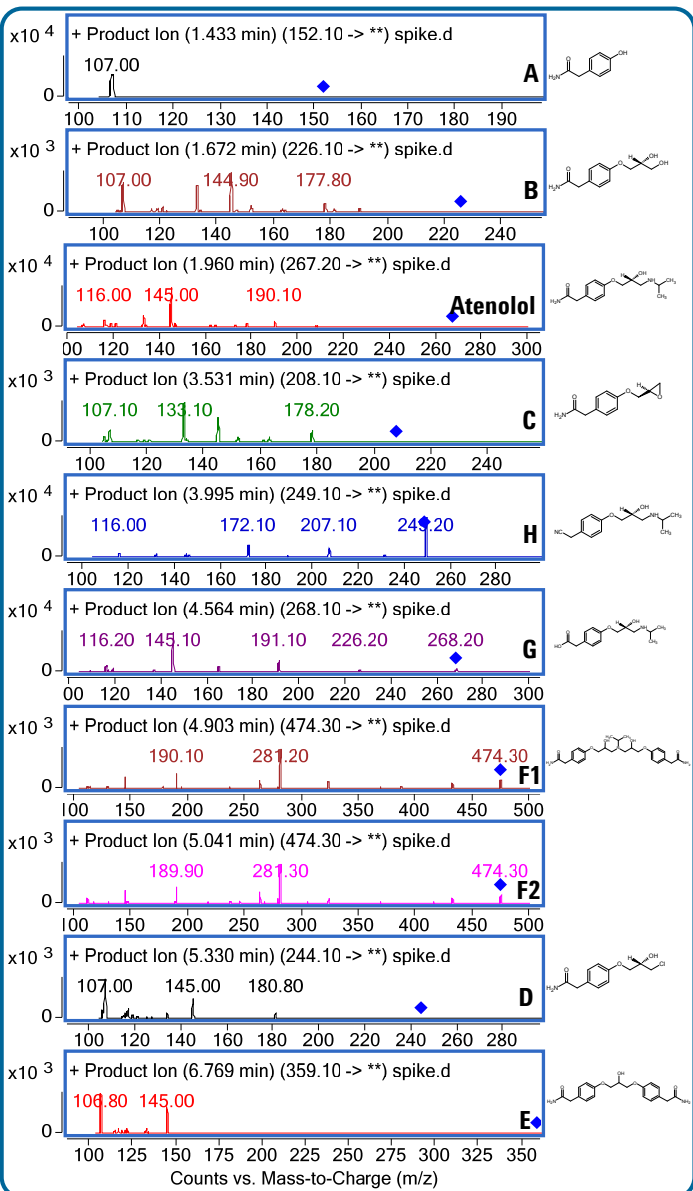 x10 4
+ Product Ion (1.433 min) (152.10 -> **) spike.d
107.00
A
0
100 110 120 130 140 150 160 170 180 190
x10 3
+ Product Ion (1.672 min) (226.10 -> **) spike.d
107.00 144.90 177.80
B
0
100 120 140 160 180 200 220 240
x10 4
+ Product Ion (1.960 min) (267.20 -> **) spike.d
116.00 145.00 190.10
Atenolol
0
00 120 140 160 180 200 220 240 260 280 300
x10 3
+ Product Ion (3.531 min) (208.10 -> **) spike.d
107.10 133.10 178.20
C
0
100 120 140 160 180 200 220 240
x10 4
+ Product Ion (3.995 min) (249.10 -> **) spike.d
116.00 172.10 207.10 249.20
H
0
100 120 140 160 180 200 220 240 260 280
x10 4
+ Product Ion (4.564 min) (268.10 -> **) spike.d
116.20 145.10 191.10 226.20 268.20
G
0
00 120 140 160 180 200 220 240 260 280 300
x10 3
+ Product Ion (4.903 min) (474.30 -> **) spike.d
190.10 281.20 474.30
F1
0
100 150 200 250 300 350 400 450 500
x10 3
+ Product Ion (5.041 min) (474.30 -> **) spike.d
189.90 281.30 474.30
F2
0
100 150 200 250 300 350 400 450 500
x10 3
+ Product Ion (5.330 min) (244.10 -> **) spike.d
107.00 145.00 180.80
D
0
100 120 140 160 180 200 220 240 260 280
x10 3
+ Product Ion (6.769 min) (359.10 -> **) spike.d
106.80 145.00
E
0
100 125 150 175 200 225 250 275 300 325 350
Counts vs. Mass-to-Charge (m/z)